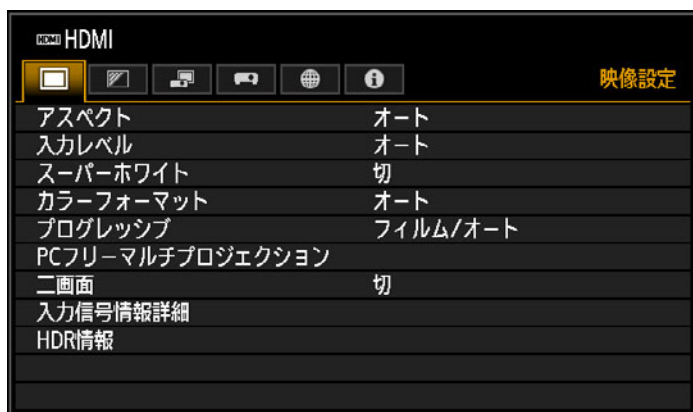 HDMI HDMI
映像設定
アスペクト オート
入力レベル オート
スーパーホワイト 切
カラーフォーマット オート
プログレッシブ フィルム/オート
PCフリーマルチプロジェクション
二画面 切
入力信号情報詳細
HDR情報